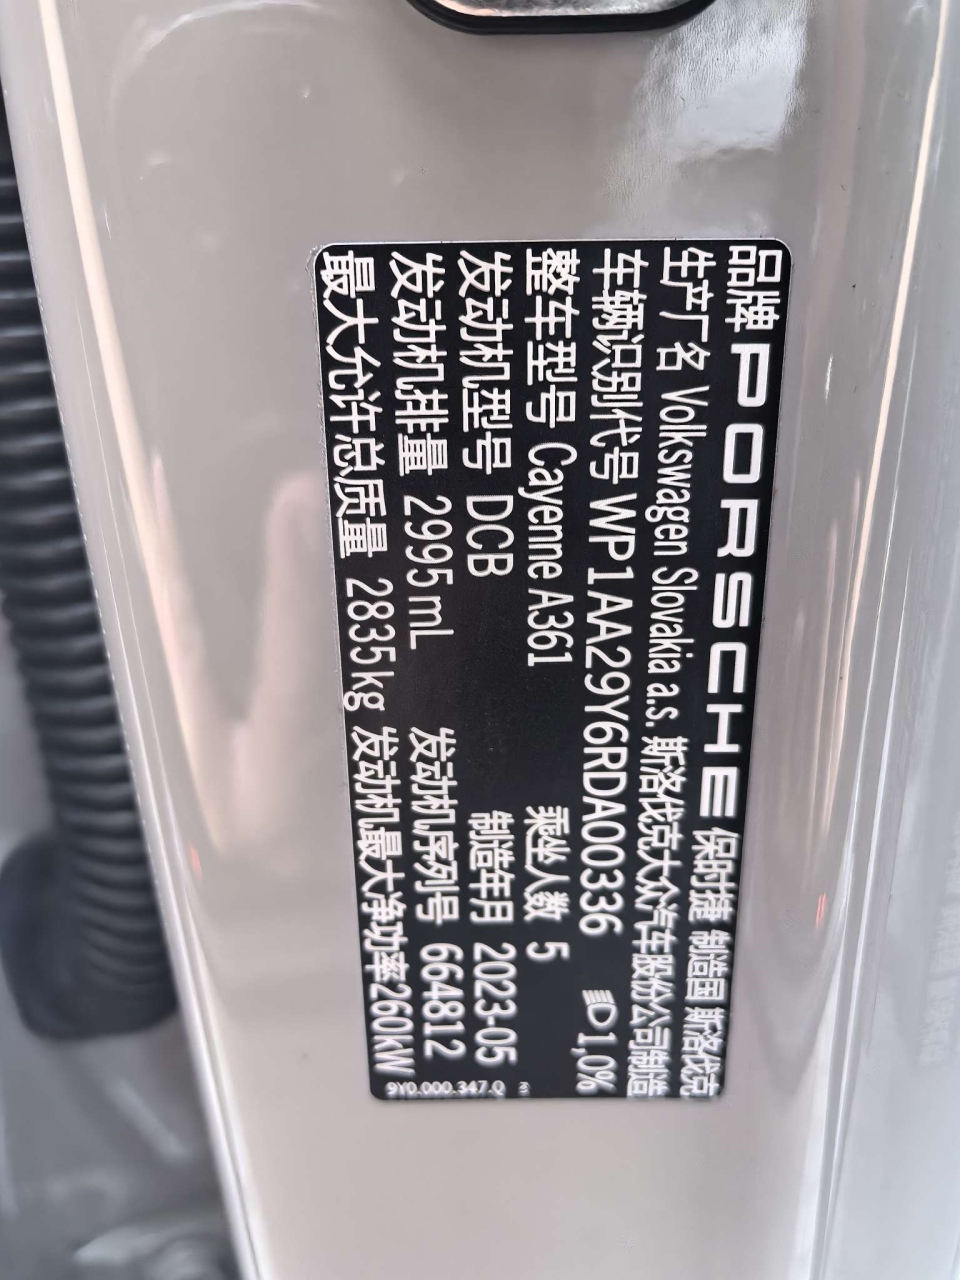 品牌 PORSCHE 保时捷 制造国 斯洛伐克
生产厂名 Volkswagen Slovakia a.s. 斯洛伐克大众汽车股份公司制造
车辆识别代号 WP1AA29Y6RDA00336 1,0%
整车型号 Cayenne A361 乘坐人数 5
发动机型号 DCB 制造年月 2023-05
发动机排量 2995mL 发动机序列号 664812
最大允许总质量 2835kg 发动机最大净功率260kW
9Y0.000.347.Q